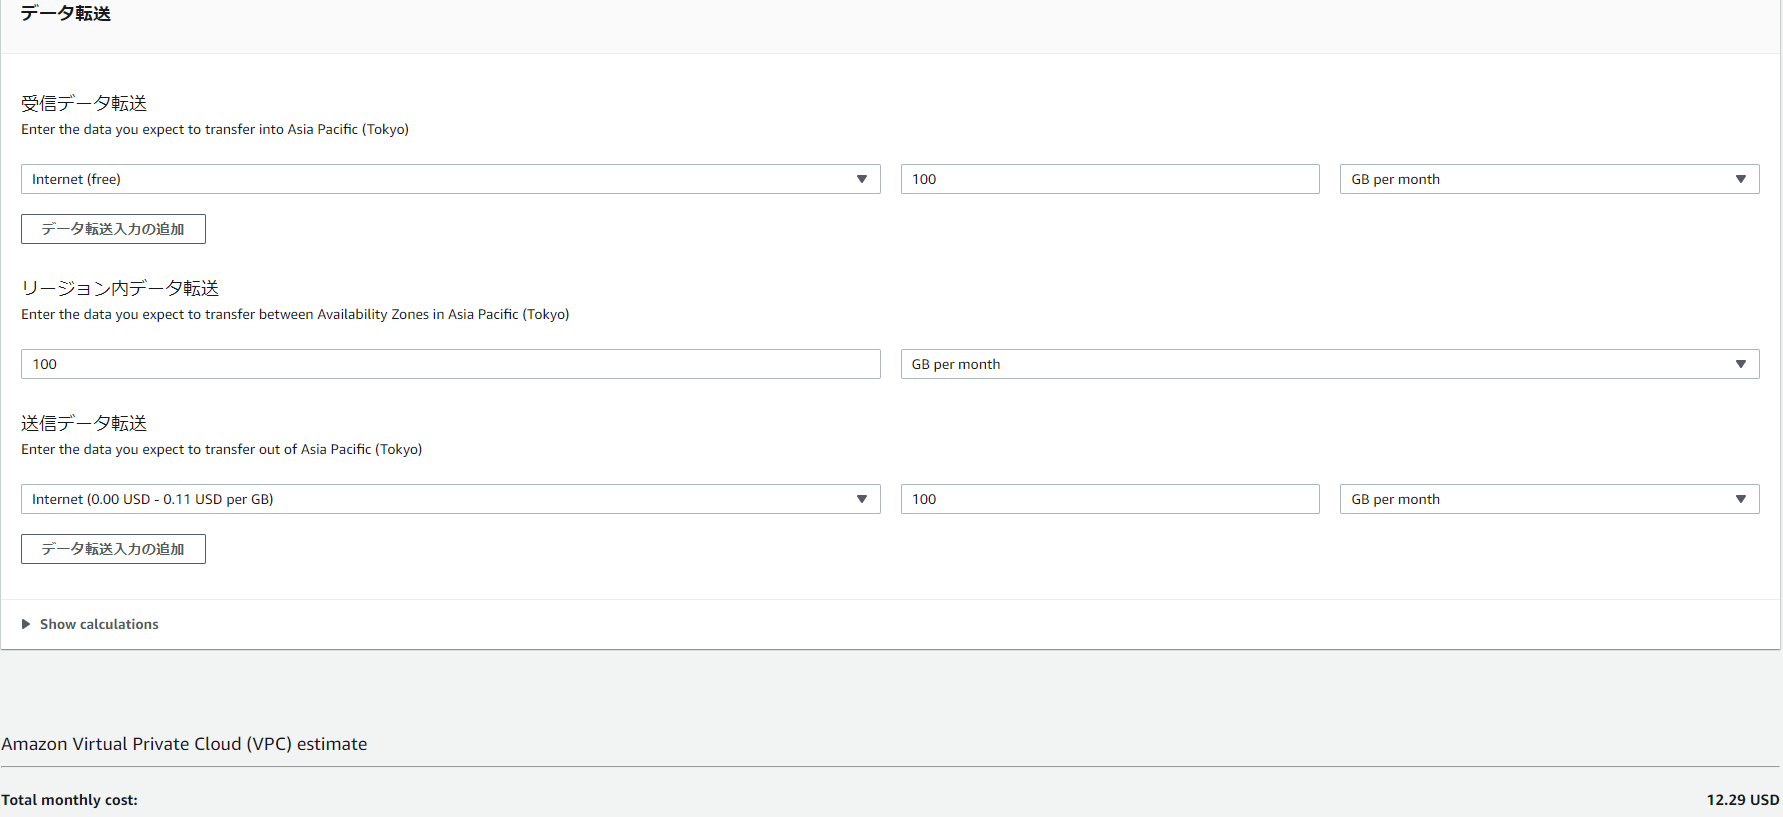 データ転送
受信データ転送
Enter the data you expect to transfer into Asia Pacific (Tokyo)
Internet (free)
100
GB per month
データ転送入力の追加
リージョン内データ転送
Enter the data you expect to transfer between Availability Zones in Asia Pacific (Tokyo)
100
GB per month
送信データ転送
Enter the data you expect to transfer out of Asia Pacific (Tokyo)
Internet (0.00 USD - 0.11 USD per GB)
100
GB per month
データ転送入力の追加
Show calculations
Amazon Virtual Private Cloud (VPC) estimate
Total monthly cost:
12.29 USD